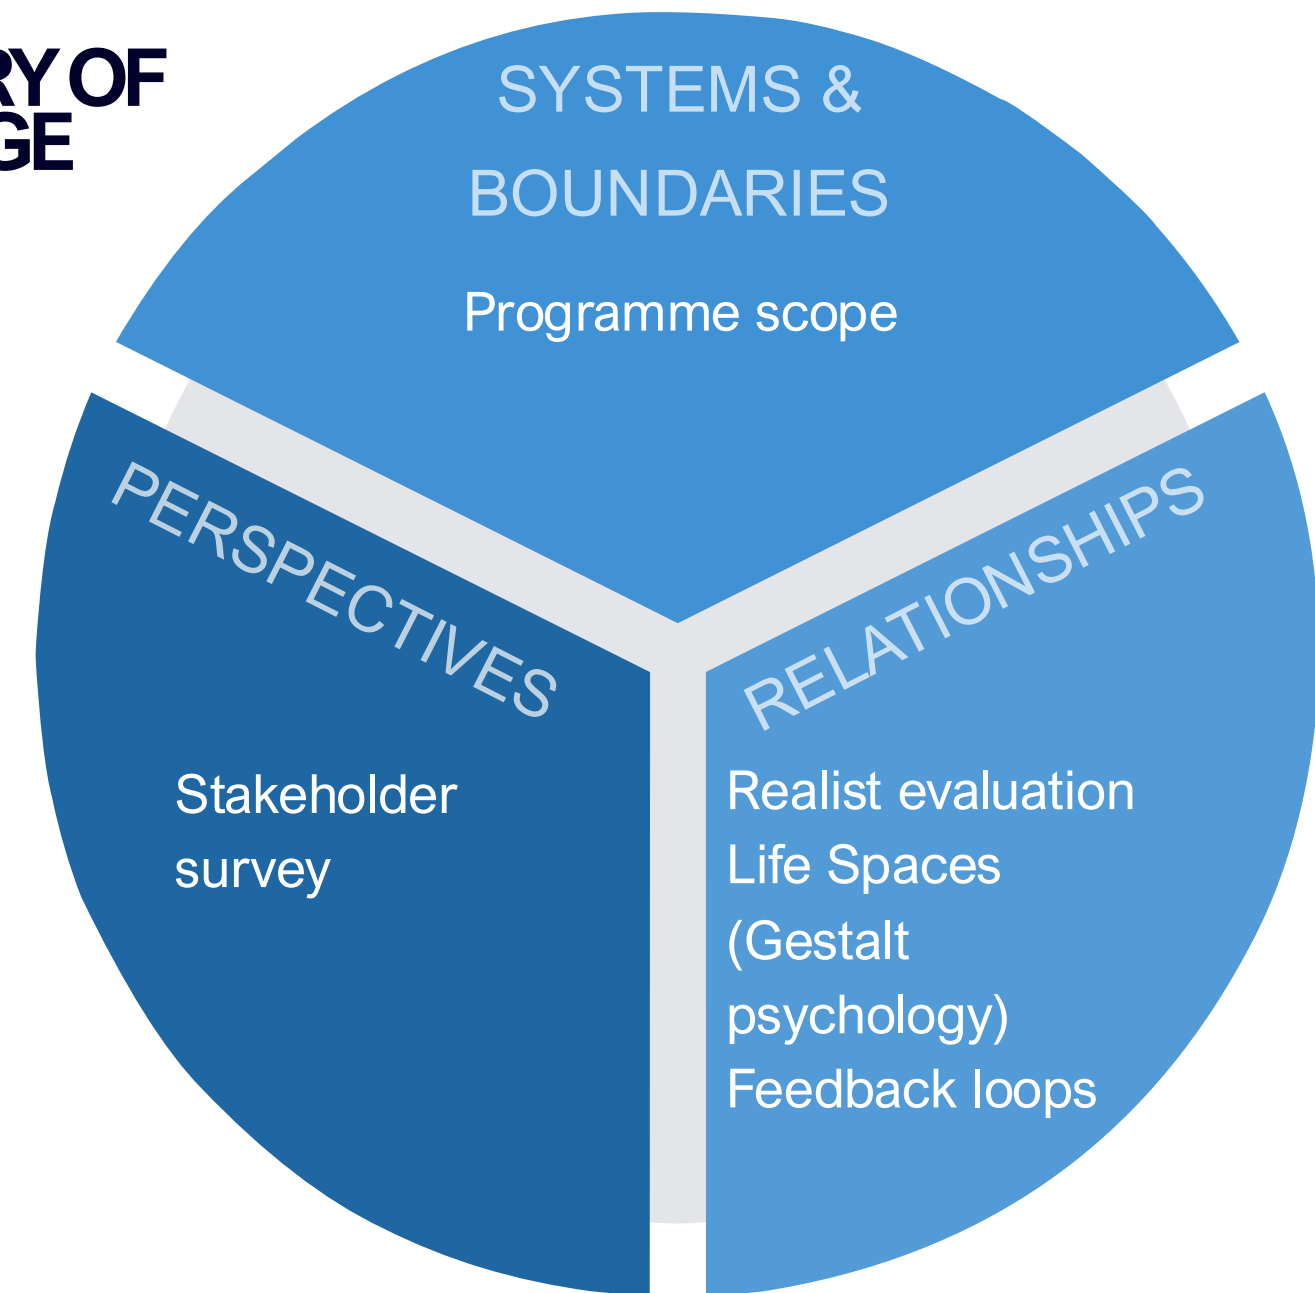 RY OF
GE
SYSTEMS &
BOUNDARIES
Programme scope
PERSPECTIVES
Stakeholder
survey
RELATIONSHIPS
Realist evaluation
Life Spaces
(Gestalt
psychology)
Feedback loops